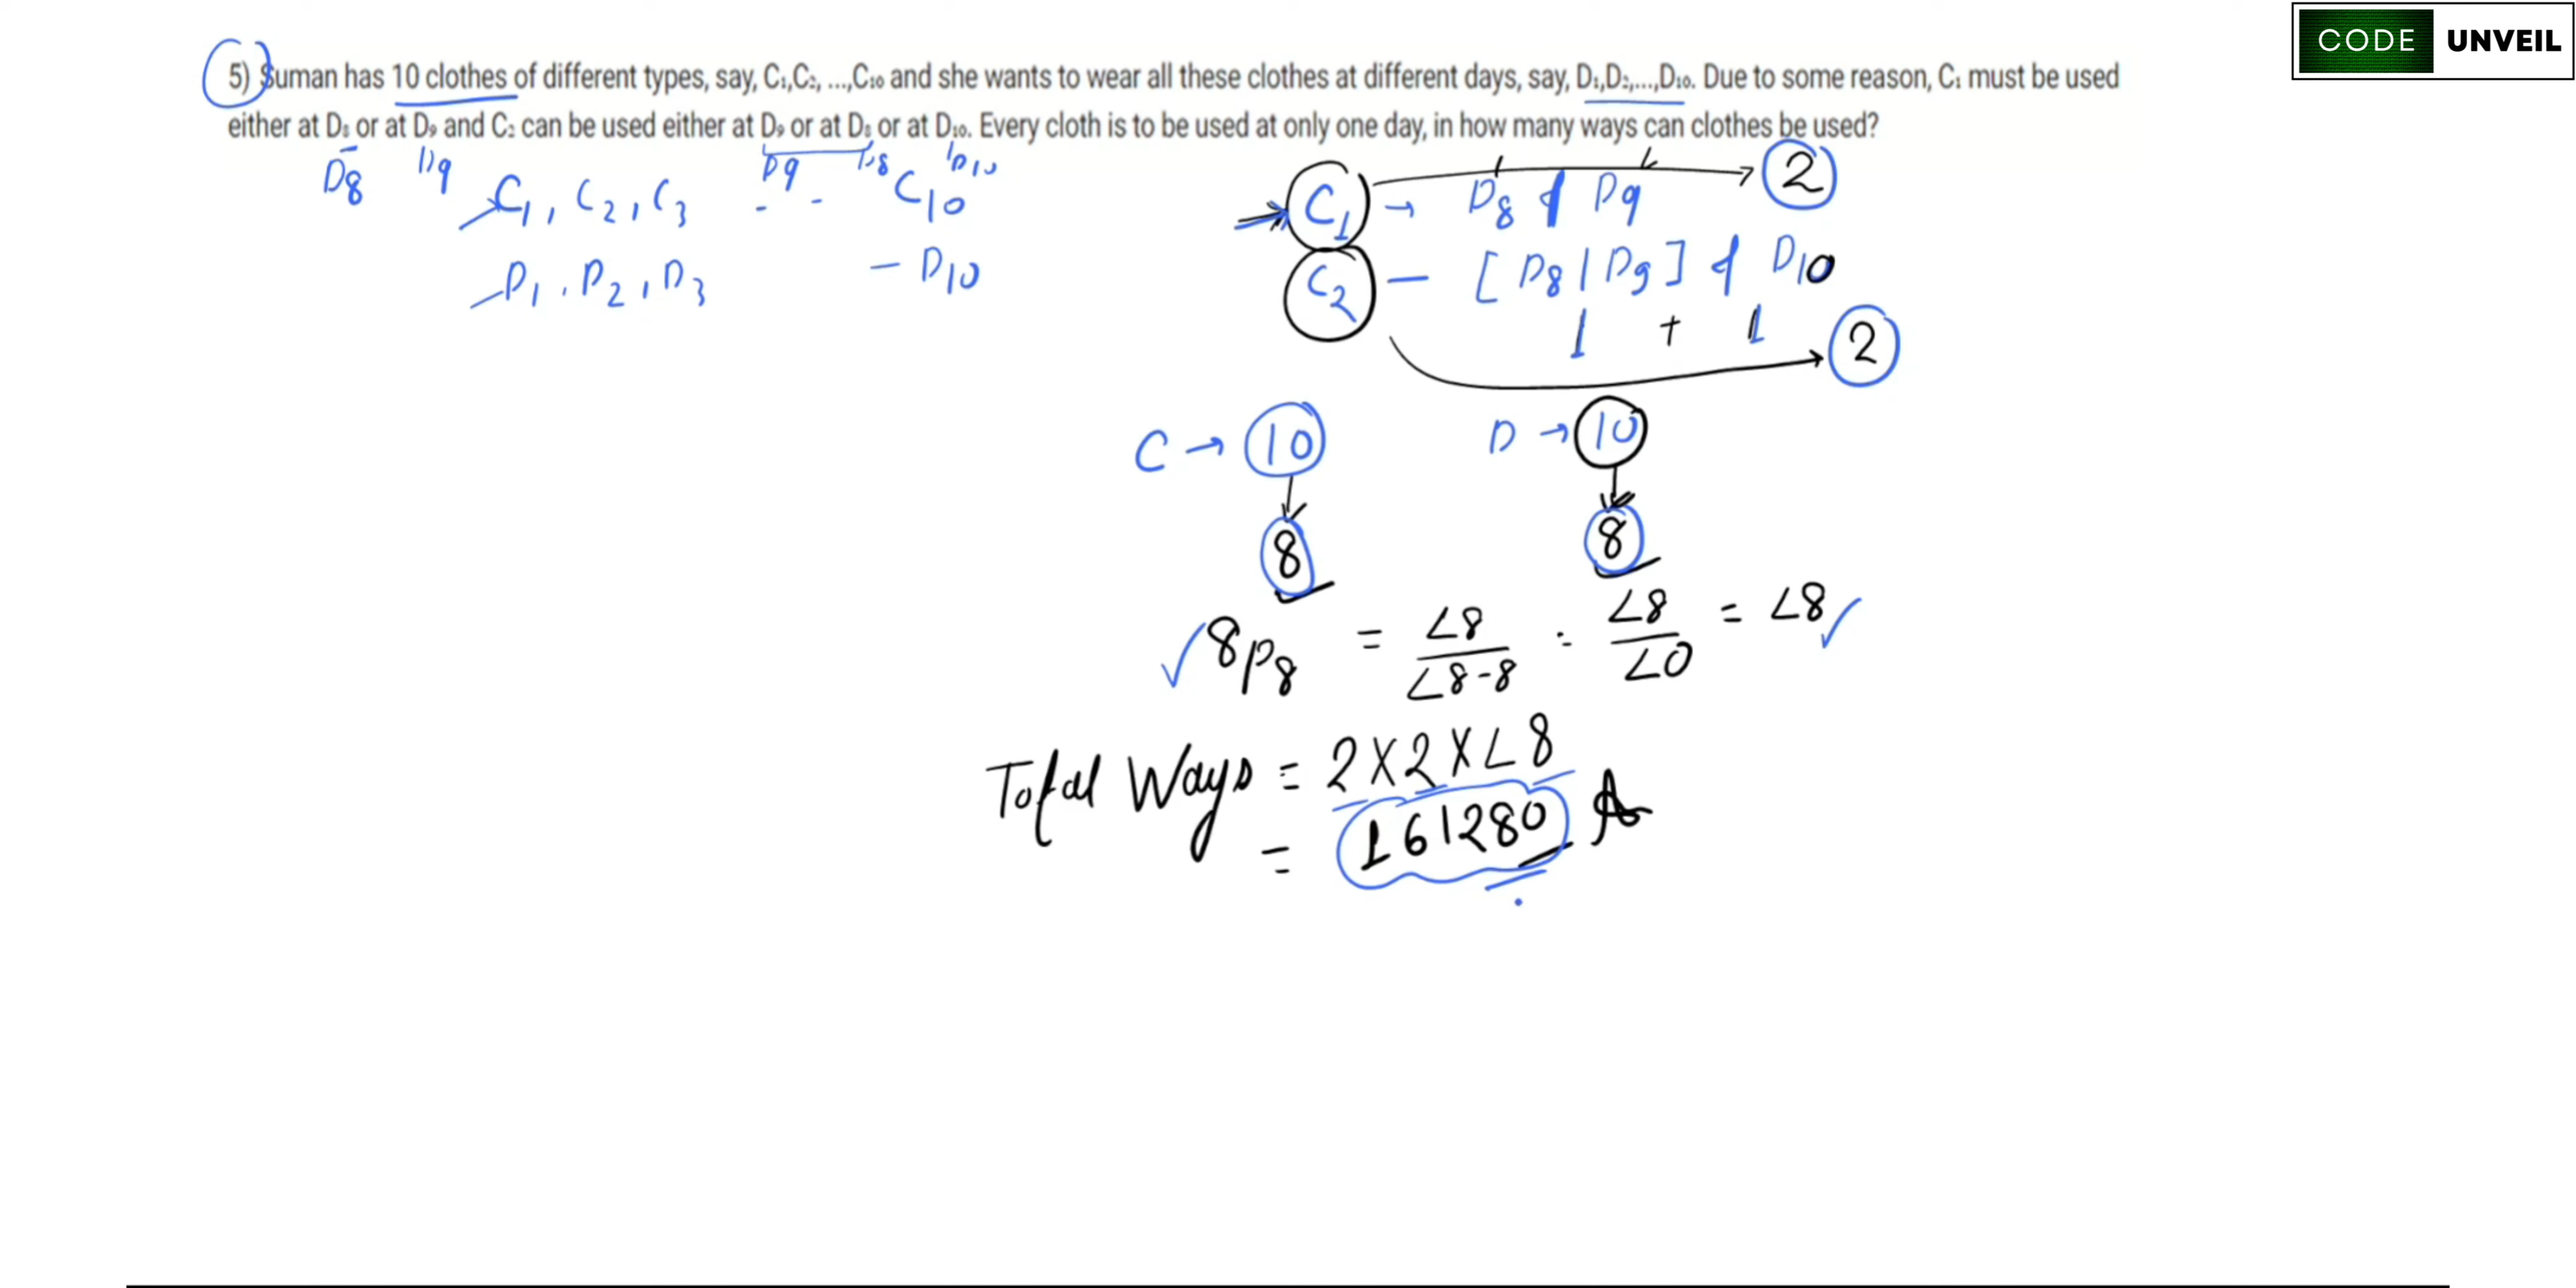 CODE UNVEIL
5) Suman has 10 clothes of different types, say, C₁,C₂, ...,C₁₀ and she wants to wear all these clothes at different days, say, D₁,D₂,...,D₁₀. Due to some reason, C₁ must be used
either at D₈ or at D₉ and C₂ can be used either at D₉ or at D₈ or at D₁₀. Every cloth is to be used at only one day, in how many ways can clothes be used?
D8 D9 D9 D8 D10
C1, C2, C3 - - C10
D1, D2, D3 - D10
C1 → D8 | D9 → 2
C2 — [D8 | D9] | D10
1 + 1 → 2
C → 10 D → 10
8 8
8P8 = ∠8 / ∠8-8 = ∠8 / ∠0 = ∠8
Total Ways = 2 X 2 X ∠8
= 161280